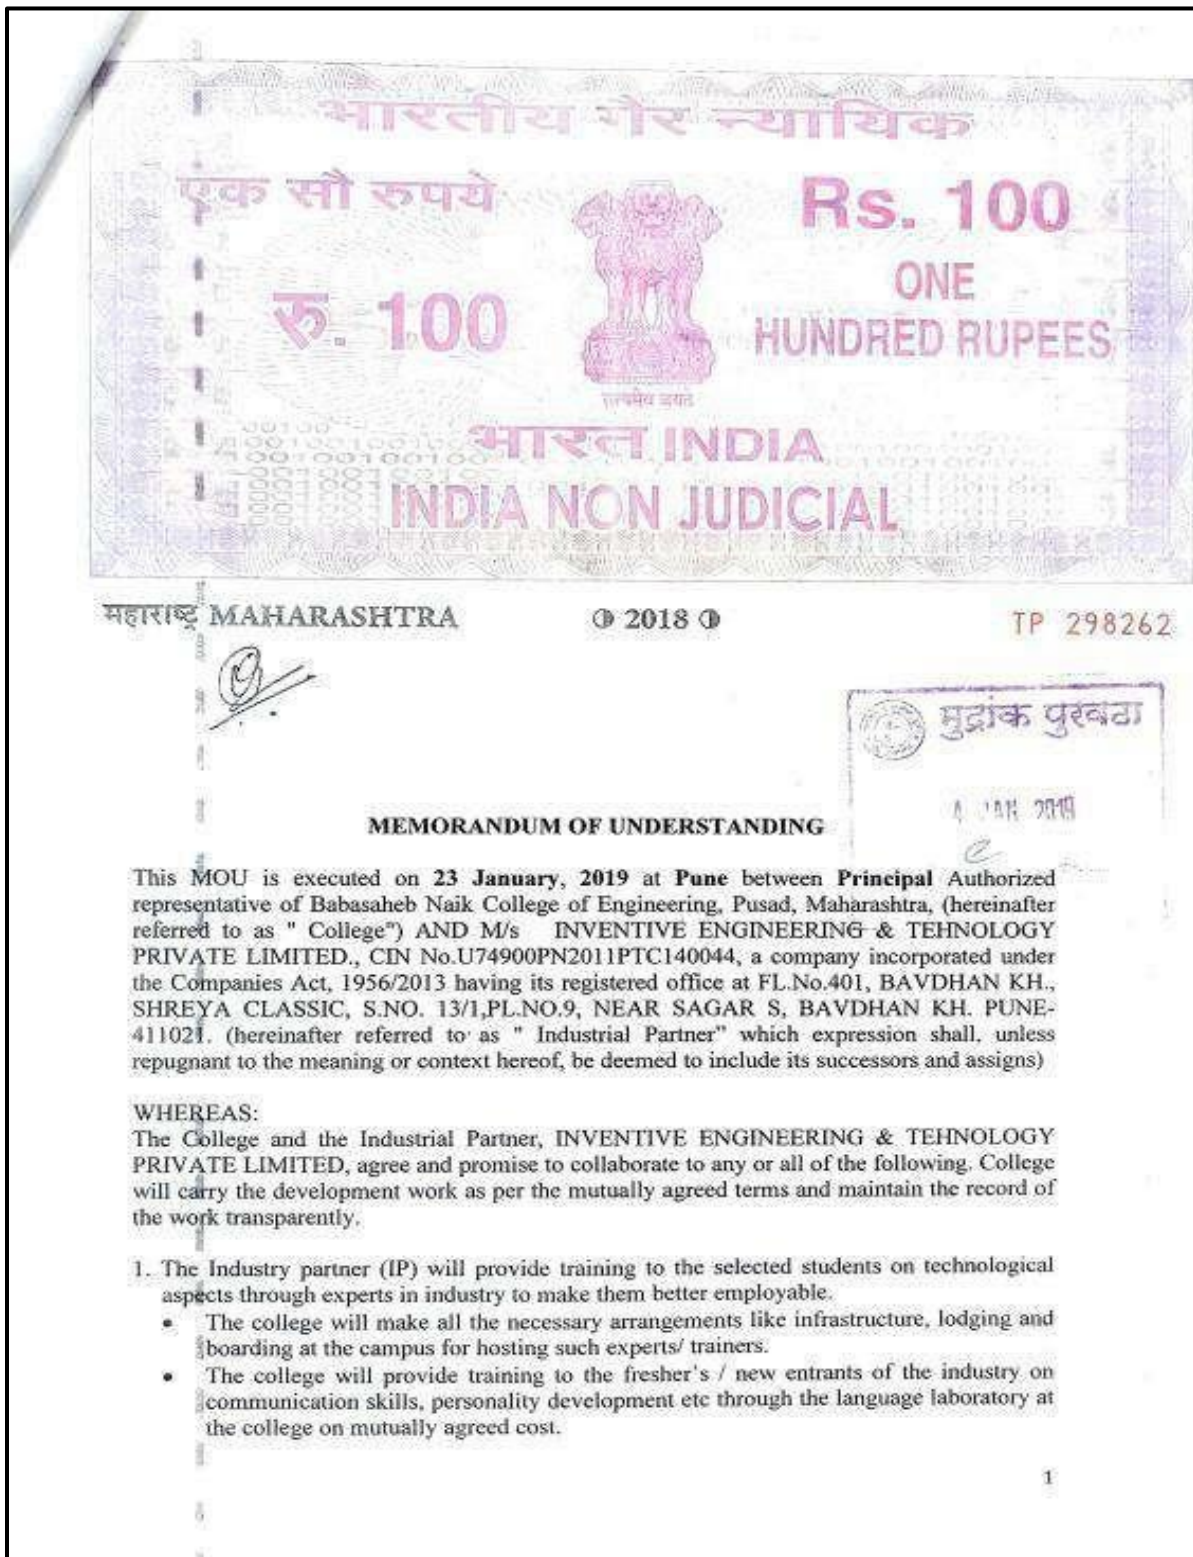 भारतीय गैर न्यायिक
एक सौ रुपये
Rs. 100
रु. 100
ONE
HUNDRED RUPEES
सत्यमेव जयते
भारत INDIA
INDIA NON JUDICIAL
महाराष्ट्र MAHARASHTRA
2018
TP 298262
मुद्रांक पुरवठा
MEMORANDUM OF UNDERSTANDING
This MOU is executed on 23 January, 2019 at Pune between Principal Authorized
representative of Babasaheb Naik College of Engineering, Pusad, Maharashtra, (hereinafter
referred to as " College") AND M/s INVENTIVE ENGINEERING & TEHNOLOGY
PRIVATE LIMITED., CIN No.U74900PN2011PTC140044, a company incorporated under
the Companies Act, 1956/2013 having its registered office at FL.No.401, BAVDHAN KH.,
SHREYA CLASSIC, S.NO. 13/1,PL.NO.9, NEAR SAGAR S, BAVDHAN KH. PUNE-
411021. (hereinafter referred to as " Industrial Partner" which expression shall, unless
repugnant to the meaning or context hereof, be deemed to include its successors and assigns)
WHEREAS:
The College and the Industrial Partner, INVENTIVE ENGINEERING & TEHNOLOGY
PRIVATE LIMITED, agree and promise to collaborate to any or all of the following. College
will carry the development work as per the mutually agreed terms and maintain the record of
the work transparently.
1. The Industry partner (IP) will provide training to the selected students on technological
aspects through experts in industry to make them better employable.
• The college will make all the necessary arrangements like infrastructure, lodging and
boarding at the campus for hosting such experts/ trainers.
• The college will provide training to the fresher's / new entrants of the industry on
communication skills, personality development etc through the language laboratory at
the college on mutually agreed cost.
1